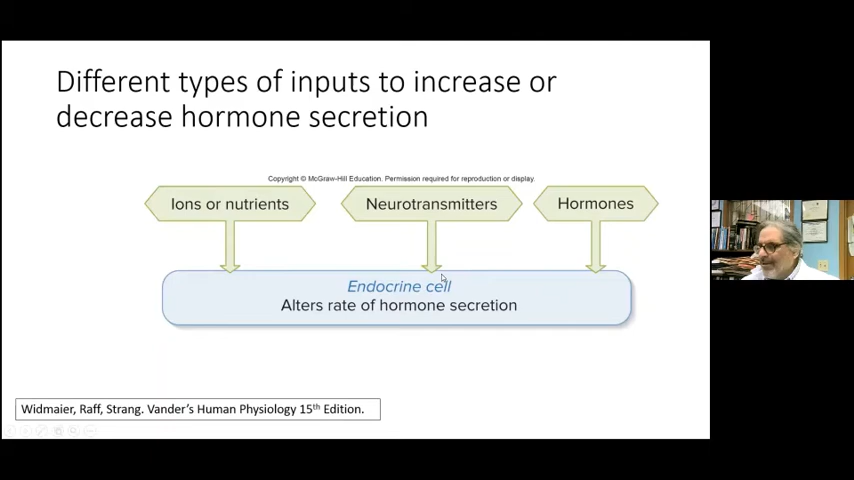 Different types of inputs to increase or
decrease hormone secretion
Copyright © McGraw-Hill Education. Permission required for reproduction or display.
Ions or nutrients
Neurotransmitters
Hormones
Endocrine cell
Alters rate of hormone secretion
Widmaier, Raff, Strang. Vander’s Human Physiology 15th Edition.